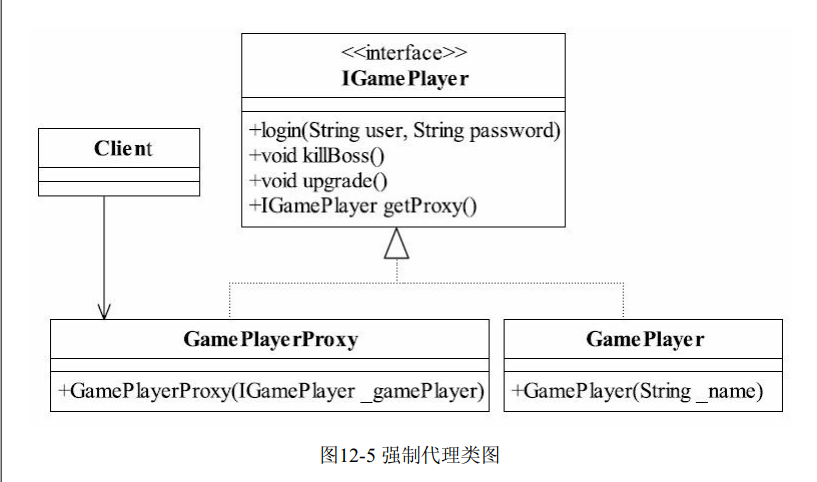 <<interface>>
IGamePlayer
+login(String user, String password)
+void killBoss()
+void upgrade()
+IGamePlayer getProxy()
Client
GamePlayerProxy
+GamePlayerProxy(IGamePlayer _gamePlayer)
GamePlayer
+GamePlayer(String _name)
图12-5 强制代理类图